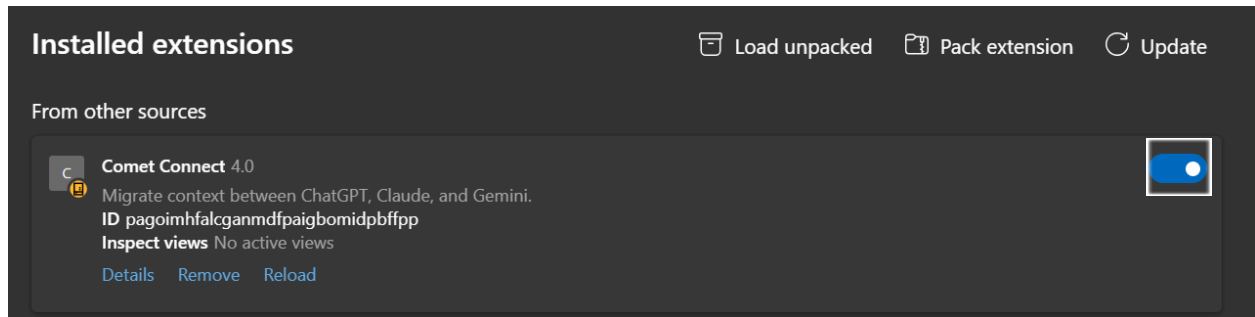 Installed extensions
Load unpacked
Pack extension
Update
From other sources
C
Comet Connect 4.0
Migrate context between ChatGPT, Claude, and Gemini.
ID pagoimhfalcganmdfpaigbomidpbffpp
Inspect views No active views
Details Remove Reload